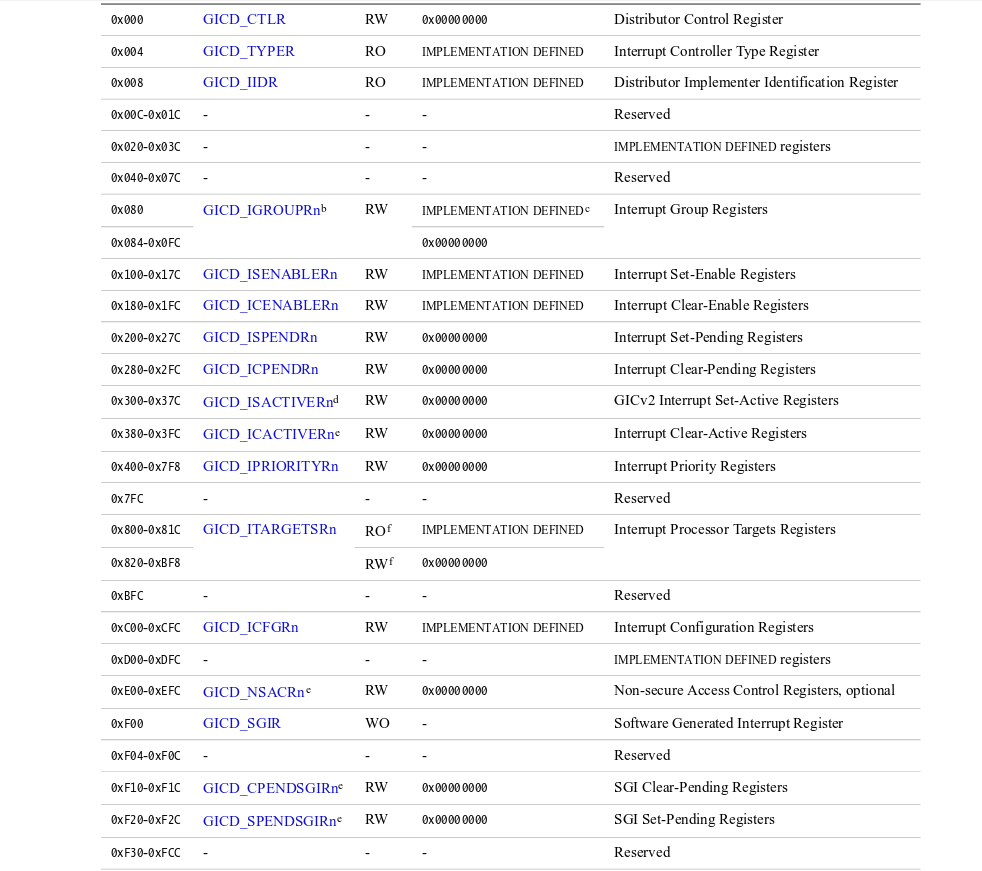 0x000 GICD_CTLR RW 0x00000000 Distributor Control Register
0x004 GICD_TYPER RO IMPLEMENTATION DEFINED Interrupt Controller Type Register
0x008 GICD_IIDR RO IMPLEMENTATION DEFINED Distributor Implementer Identification Register
0x00C-0x01C - - - Reserved
0x020-0x03C - - - IMPLEMENTATION DEFINED registers
0x040-0x07C - - - Reserved
0x080 GICD_IGROUPRn b RW IMPLEMENTATION DEFINED c Interrupt Group Registers
0x084-0x0FC 0x00000000
0x100-0x17C GICD_ISENABLERn RW IMPLEMENTATION DEFINED Interrupt Set-Enable Registers
0x180-0x1FC GICD_ICENABLERn RW IMPLEMENTATION DEFINED Interrupt Clear-Enable Registers
0x200-0x27C GICD_ISPENDRn RW 0x00000000 Interrupt Set-Pending Registers
0x280-0x2FC GICD_ICPENDRn RW 0x00000000 Interrupt Clear-Pending Registers
0x300-0x37C GICD_ISACTIVERn d RW 0x00000000 GICv2 Interrupt Set-Active Registers
0x380-0x3FC GICD_ICACTIVERn e RW 0x00000000 Interrupt Clear-Active Registers
0x400-0x7F8 GICD_IPRIORITYRn RW 0x00000000 Interrupt Priority Registers
0x7FC - - - Reserved
0x800-0x81C GICD_ITARGETSRn RO f IMPLEMENTATION DEFINED Interrupt Processor Targets Registers
0x820-0xBF8 RW f 0x00000000
0xBFC - - - Reserved
0xC00-0xCFC GICD_ICFGRn RW IMPLEMENTATION DEFINED Interrupt Configuration Registers
0xD00-0xDFC - - - IMPLEMENTATION DEFINED registers
0xE00-0xEFC GICD_NSACRn e RW 0x00000000 Non-secure Access Control Registers, optional
0xF00 GICD_SGIR WO - Software Generated Interrupt Register
0xF04-0xF0C - - - Reserved
0xF10-0xF1C GICD_CPENDSGIRn e RW 0x00000000 SGI Clear-Pending Registers
0xF20-0xF2C GICD_SPENDSGIRn e RW 0x00000000 SGI Set-Pending Registers
0xF30-0xFCC - - - Reserved